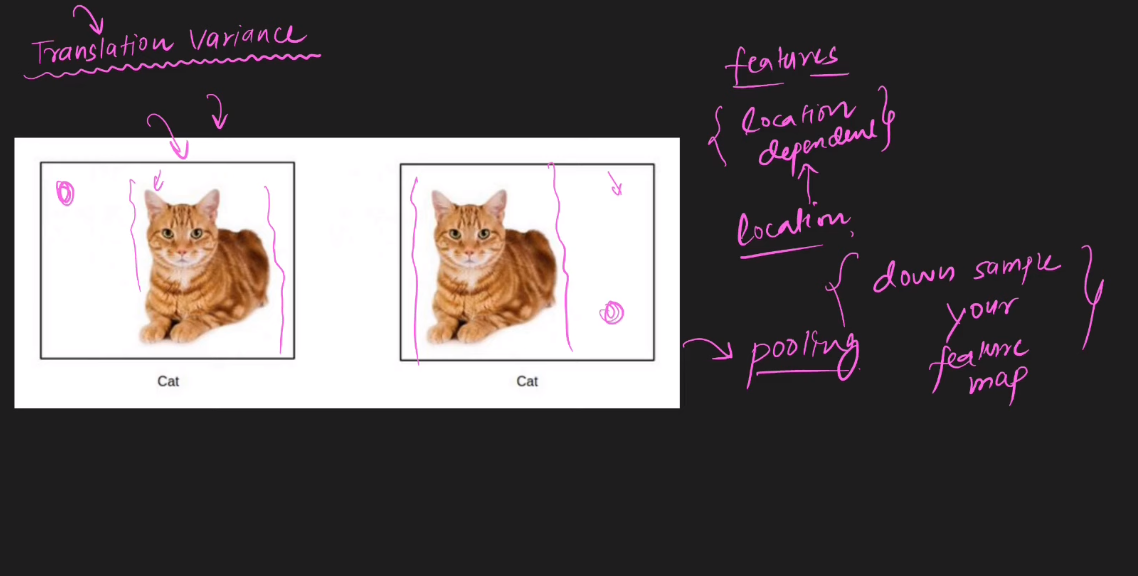 Translation Variance
features
location
dependent
location,
down sample
your
feature
map
pooling
Cat
Cat